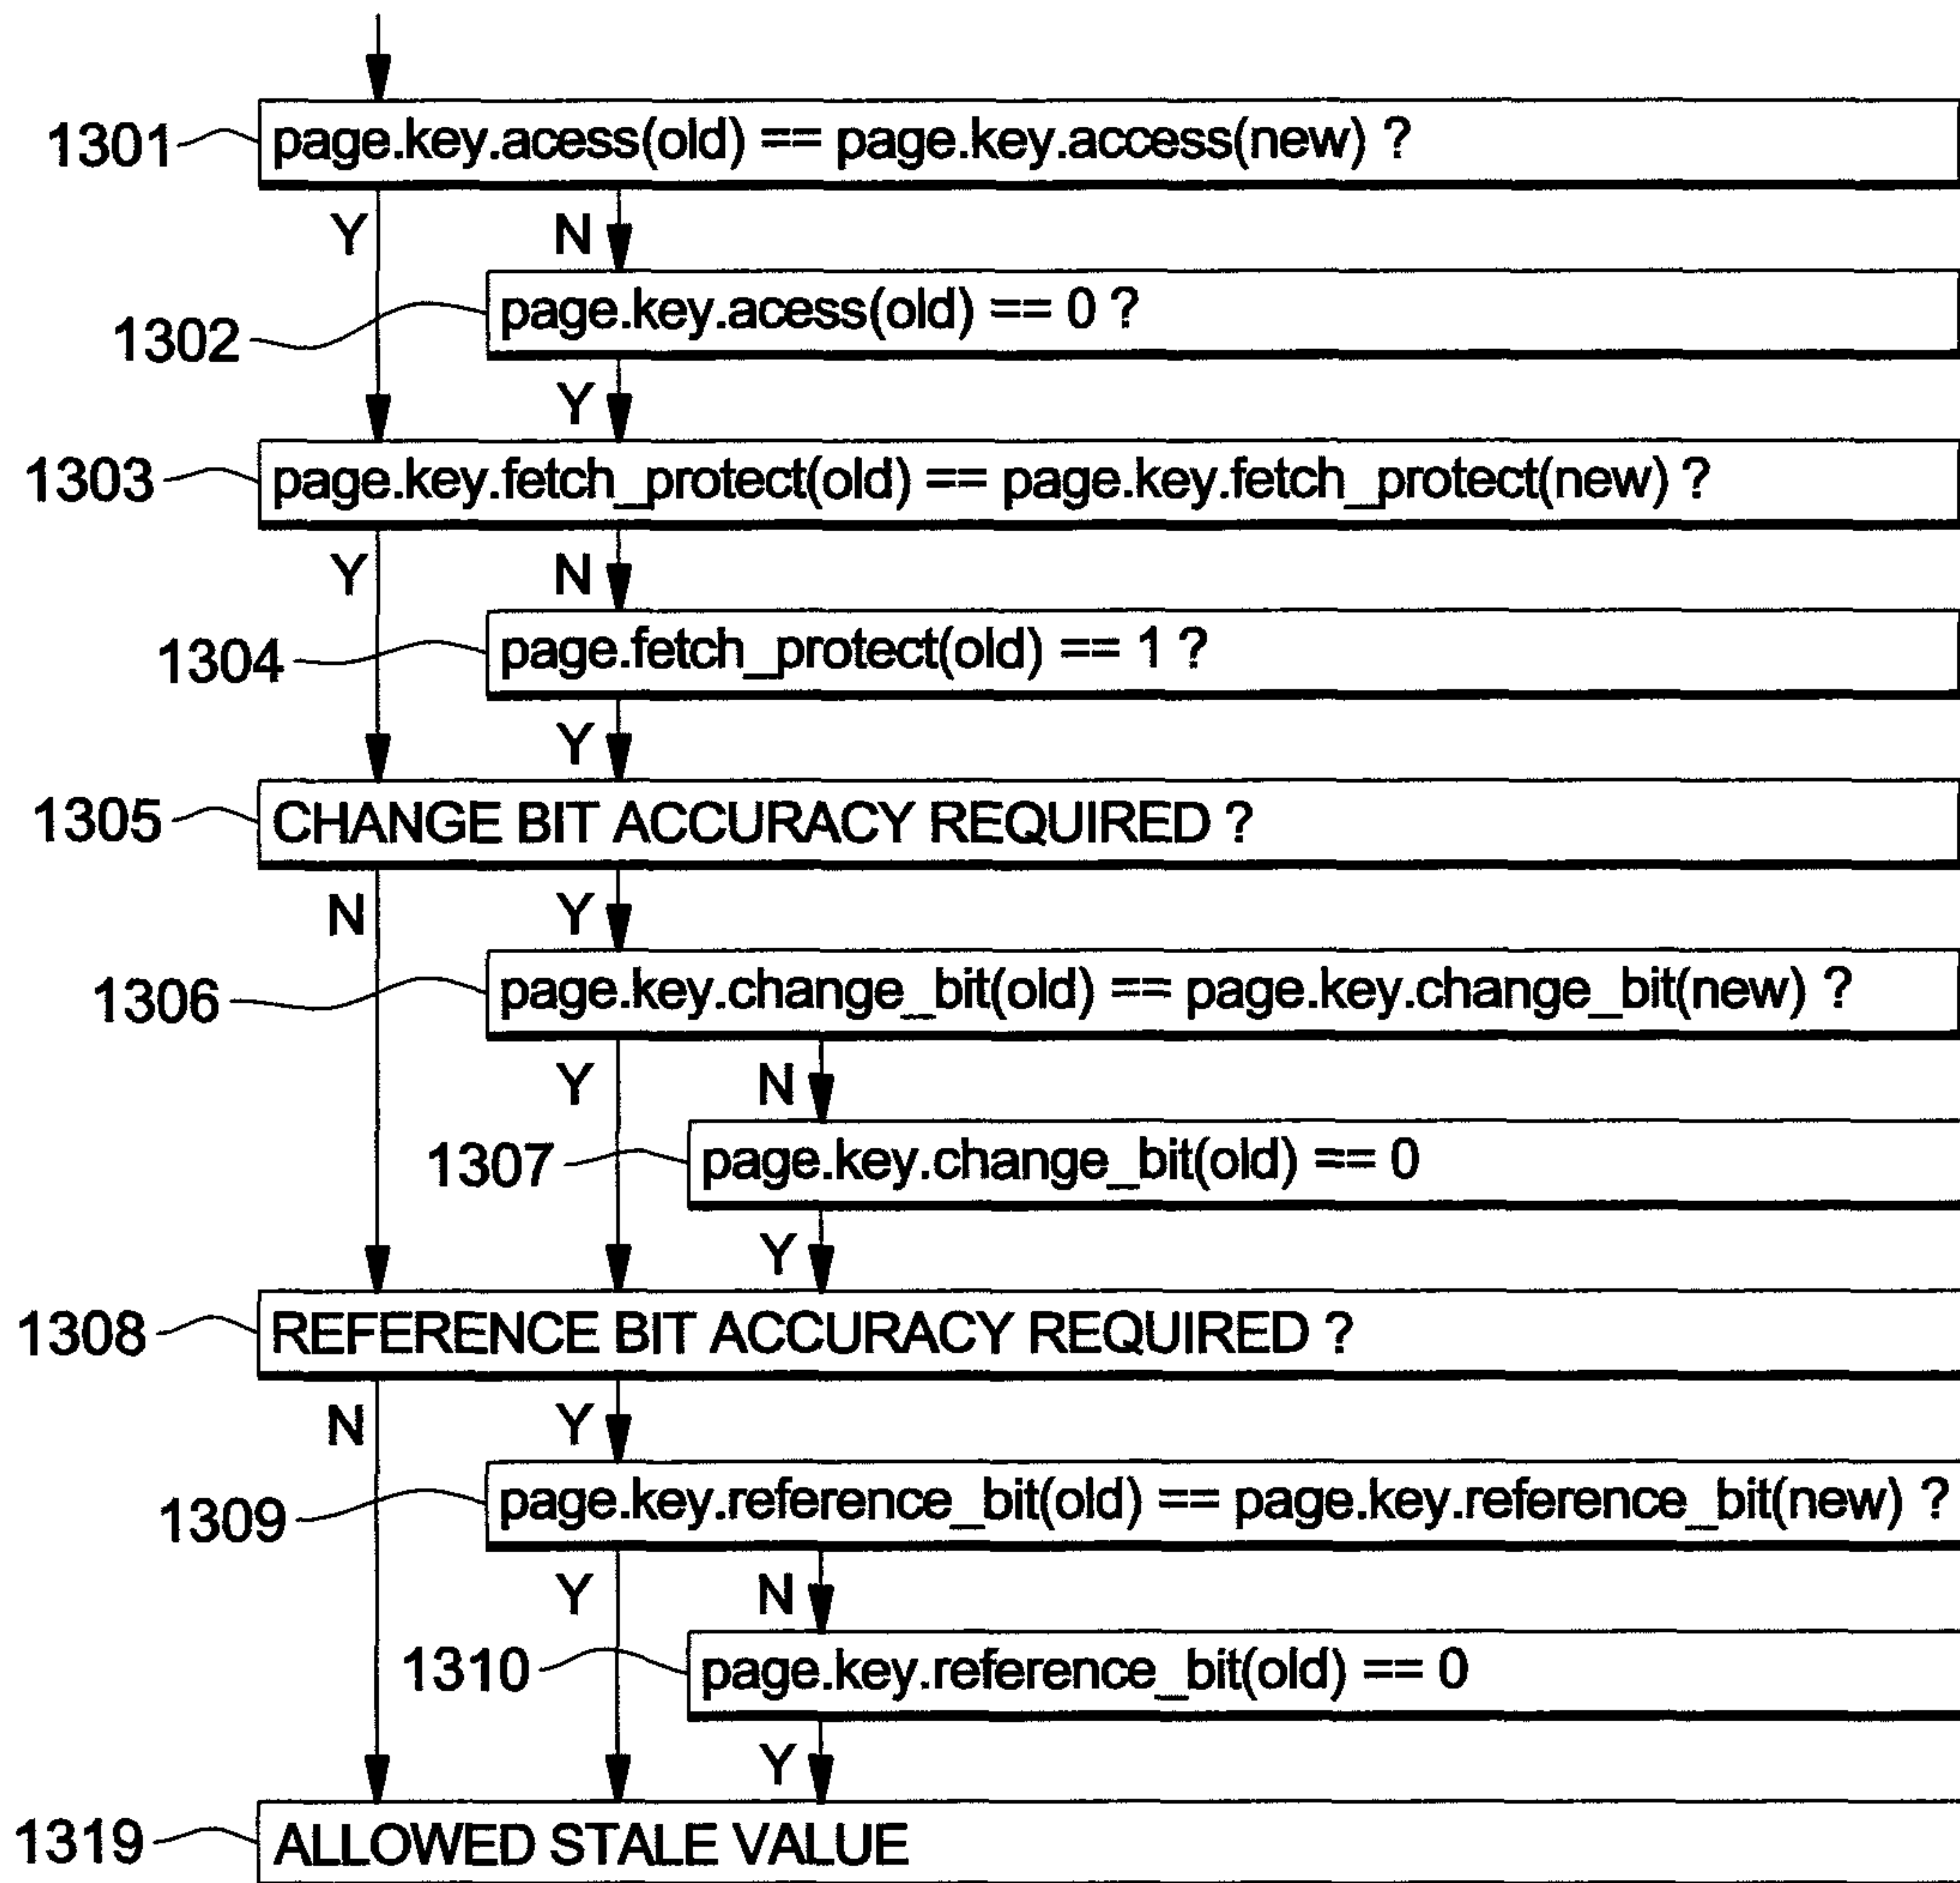 1301 page.key.acess(old) == page.key.access(new) ?
Y N
1302 page.key.acess(old) == 0 ?
Y
1303 page.key.fetch_protect(old) == page.key.fetch_protect(new) ?
Y N
1304 page.fetch_protect(old) == 1 ?
Y
1305 CHANGE BIT ACCURACY REQUIRED ?
N Y
1306 page.key.change_bit(old) == page.key.change_bit(new) ?
Y N
1307 page.key.change_bit(old) == 0
Y
1308 REFERENCE BIT ACCURACY REQUIRED ?
N Y
1309 page.key.reference_bit(old) == page.key.reference_bit(new) ?
Y N
1310 page.key.reference_bit(old) == 0
Y
1319 ALLOWED STALE VALUE